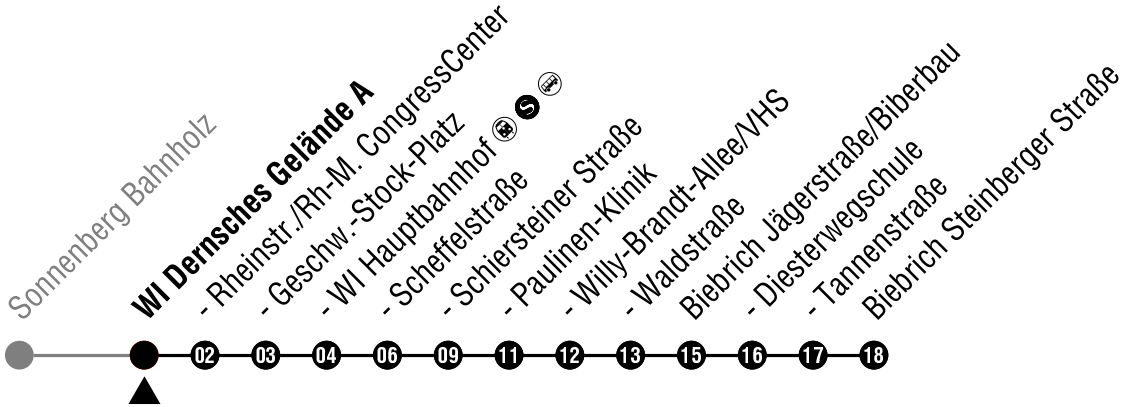 Sonnenberg Bahnholz
WI Dernsches Gelände A
- Rheinstr./Rh-M. CongressCenter
- Geschw.-Stock-Platz
- WI Hauptbahnhof
S
- Scheffelstraße
- Schiersteiner Straße
- Paulinen-Klinik
- Willy-Brandt-Allee/VHS
- Waldstraße
Biebrich Jägerstraße/Biberbau
- Diesterwegschule
- Tannenstraße
Biebrich Steinberger Straße
02 03 04 06 09 11 12 13 15 16 17 18